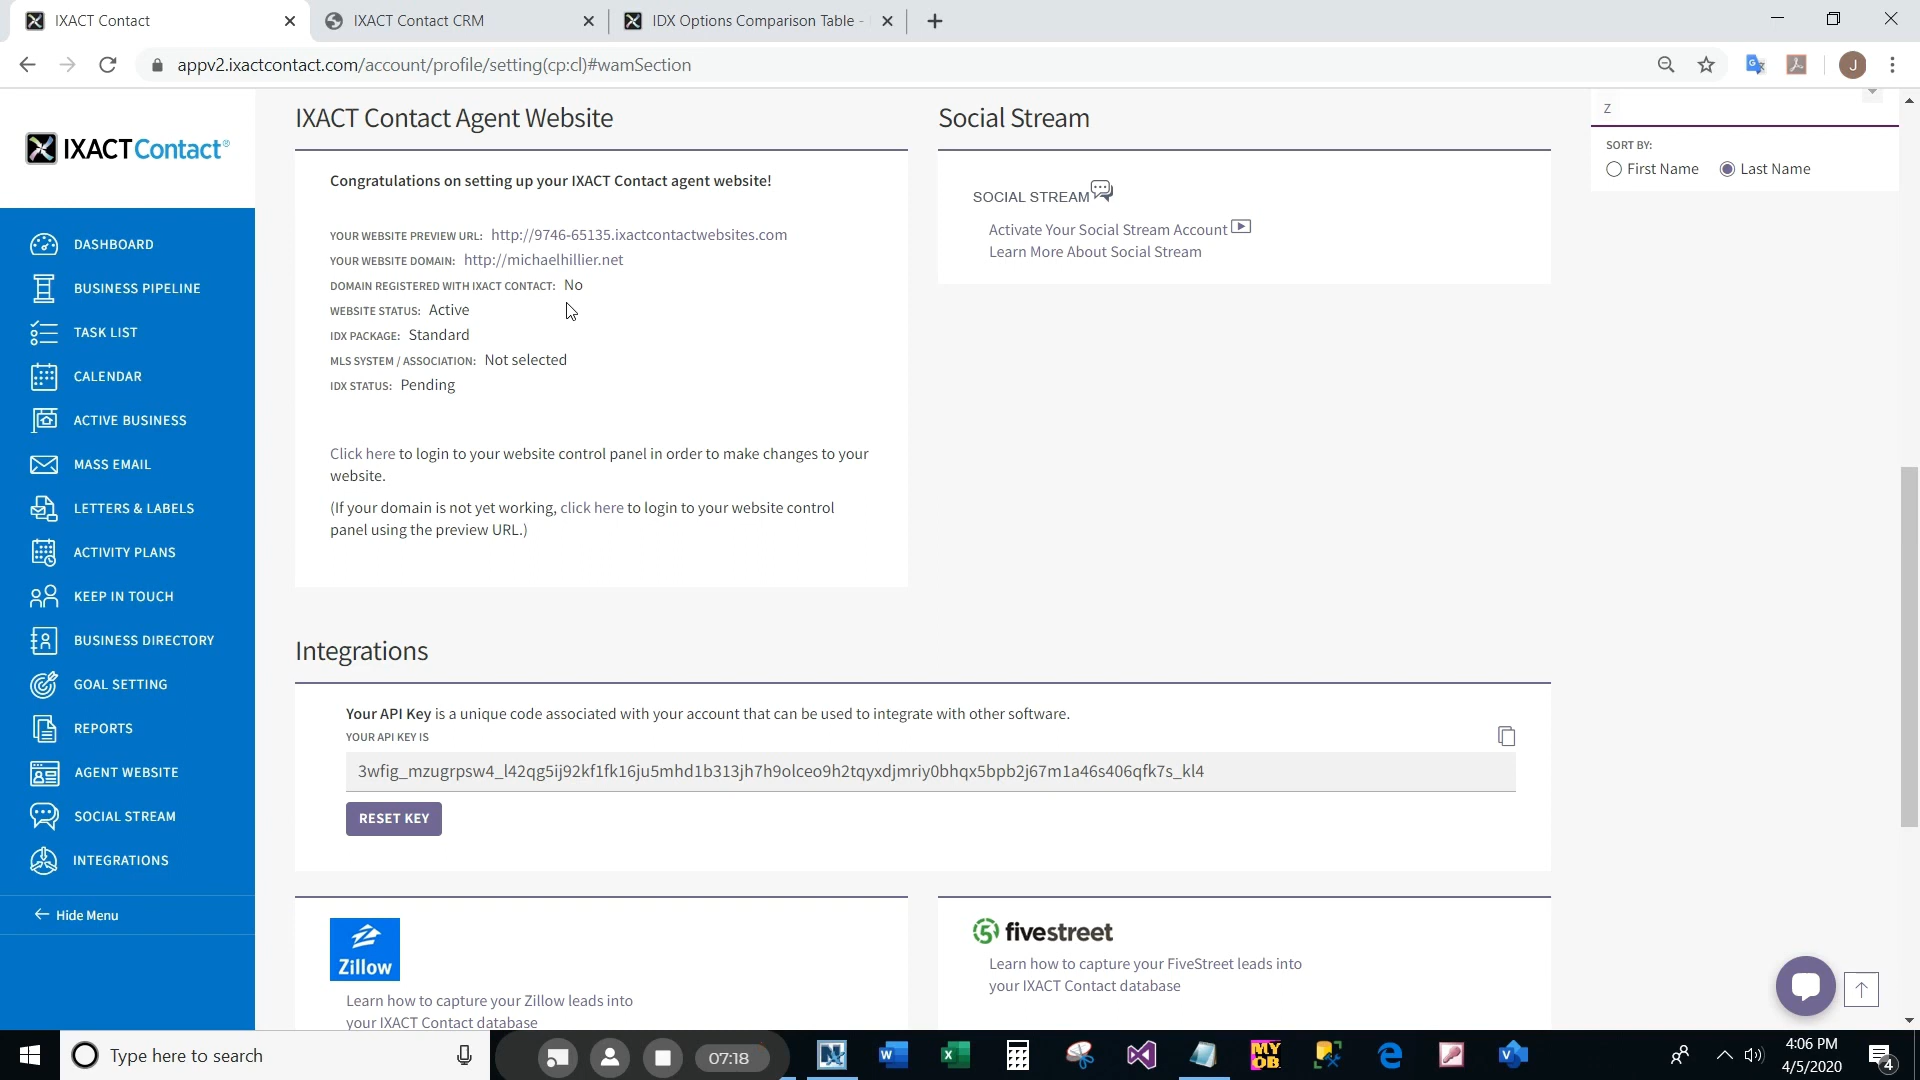 IXACT Contact
IXACT Contact CRM
IDX Options Comparison Table -
appv2.ixactcontact.com/account/profile/setting(cp:cl)#wamSection
J
IXACTContact®
DASHBOARD
BUSINESS PIPELINE
TASK LIST
CALENDAR
ACTIVE BUSINESS
MASS EMAIL
LETTERS & LABELS
ACTIVITY PLANS
KEEP IN TOUCH
BUSINESS DIRECTORY
GOAL SETTING
REPORTS
AGENT WEBSITE
SOCIAL STREAM
INTEGRATIONS
Hide Menu
IXACT Contact Agent Website
Congratulations on setting up your IXACT Contact agent website!
YOUR WEBSITE PREVIEW URL: http://9746-65135.ixactcontactwebsites.com
YOUR WEBSITE DOMAIN: http://michaelhillier.net
DOMAIN REGISTERED WITH IXACT CONTACT: No
WEBSITE STATUS: Active
IDX PACKAGE: Standard
MLS SYSTEM / ASSOCIATION: Not selected
IDX STATUS: Pending
Click here to login to your website control panel in order to make changes to your
website.
(If your domain is not yet working, click here to login to your website control
panel using the preview URL.)
Social Stream
SOCIAL STREAM
Activate Your Social Stream Account
Learn More About Social Stream
Z
SORT BY:
First Name Last Name
Integrations
Your API Key is a unique code associated with your account that can be used to integrate with other software.
YOUR API KEY IS
3wfig_mzugrpsw4_l42qg5ij92kf1fk16ju5mhd1b313jh7h9olceo9h2tqyxdjmriy0bhqx5bpb2j67m1a46s406qfk7s_kl4
RESET KEY
Zillow
Learn how to capture your Zillow leads into
your IXACT Contact database
fivestreet
Learn how to capture your FiveStreet leads into
your IXACT Contact database
Type here to search
07:18
MY
OB
4:06 PM
4/5/2020
4